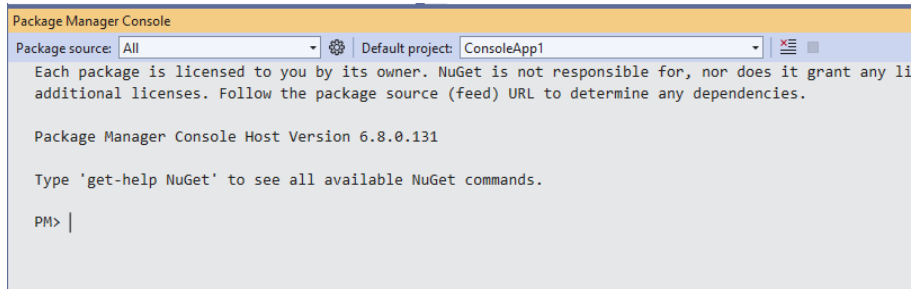 Package Manager Console
Package source: All Default project: ConsoleApp1
Each package is licensed to you by its owner. NuGet is not responsible for, nor does it grant any li
additional licenses. Follow the package source (feed) URL to determine any dependencies.
Package Manager Console Host Version 6.8.0.131
Type 'get-help NuGet' to see all available NuGet commands.
PM>